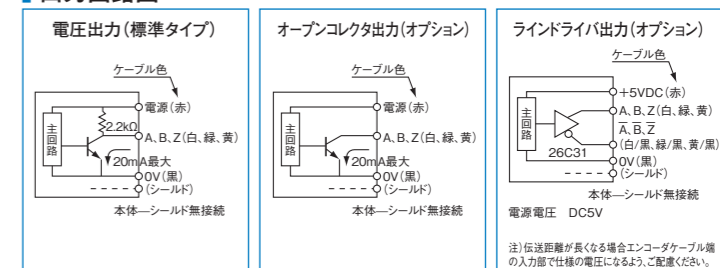 出力回路図
電圧出力(標準タイプ)
ケーブル色
電源(赤)
2.2kΩ
A、B、Z(白、緑、黄)
主回路
20mA最大
0V(黒)
(シールド)
本体―シールド無接続
オープンコレクタ出力(オプション)
ケーブル色
電源(赤)
A、B、Z(白、緑、黄)
主回路
20mA最大
0V(黒)
(シールド)
本体―シールド無接続
ラインドライバ出力(オプション)
ケーブル色
+5VDC(赤)
A、B、Z(白、緑、黄)
主回路
A̅、B̅、Z̅
(白/黒、緑/黒、黄/黒)
26C31
0V(黒)
(シールド)
本体―シールド無接続
電源電圧 DC5V
注)伝送距離が長くなる場合エンコーダケーブル端
の入力部で仕様の電圧になるよう、ご配慮ください。